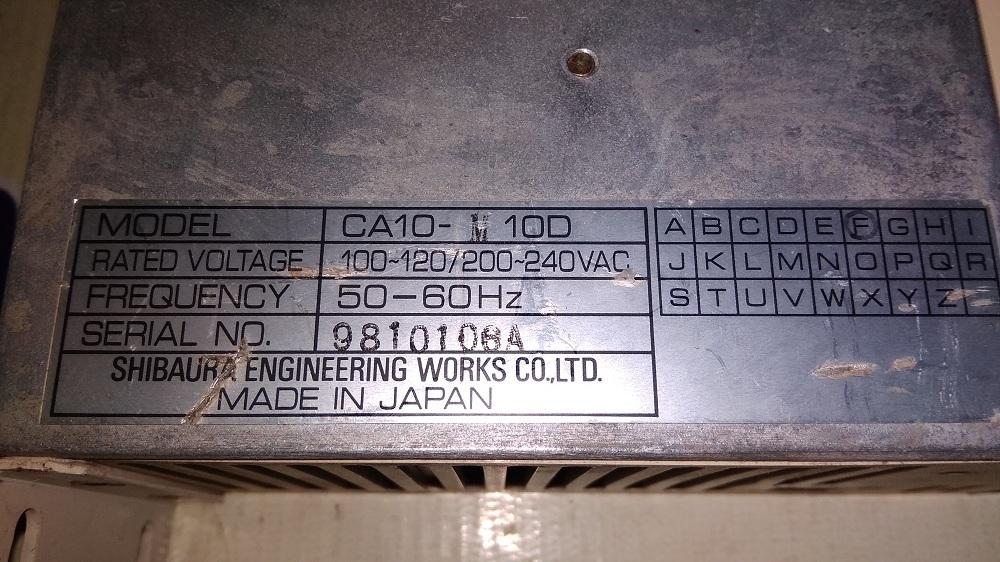 MODEL CA10-M 10D
RATED VOLTAGE 100~120/200~240VAC
FREQUENCY 50-60Hz
SERIAL NO. 9810106A
SHIBAURA ENGINEERING WORKS CO.,LTD.
MADE IN JAPAN
A B C D E F G H I
J K L M N O P Q R
S T U V W X Y Z